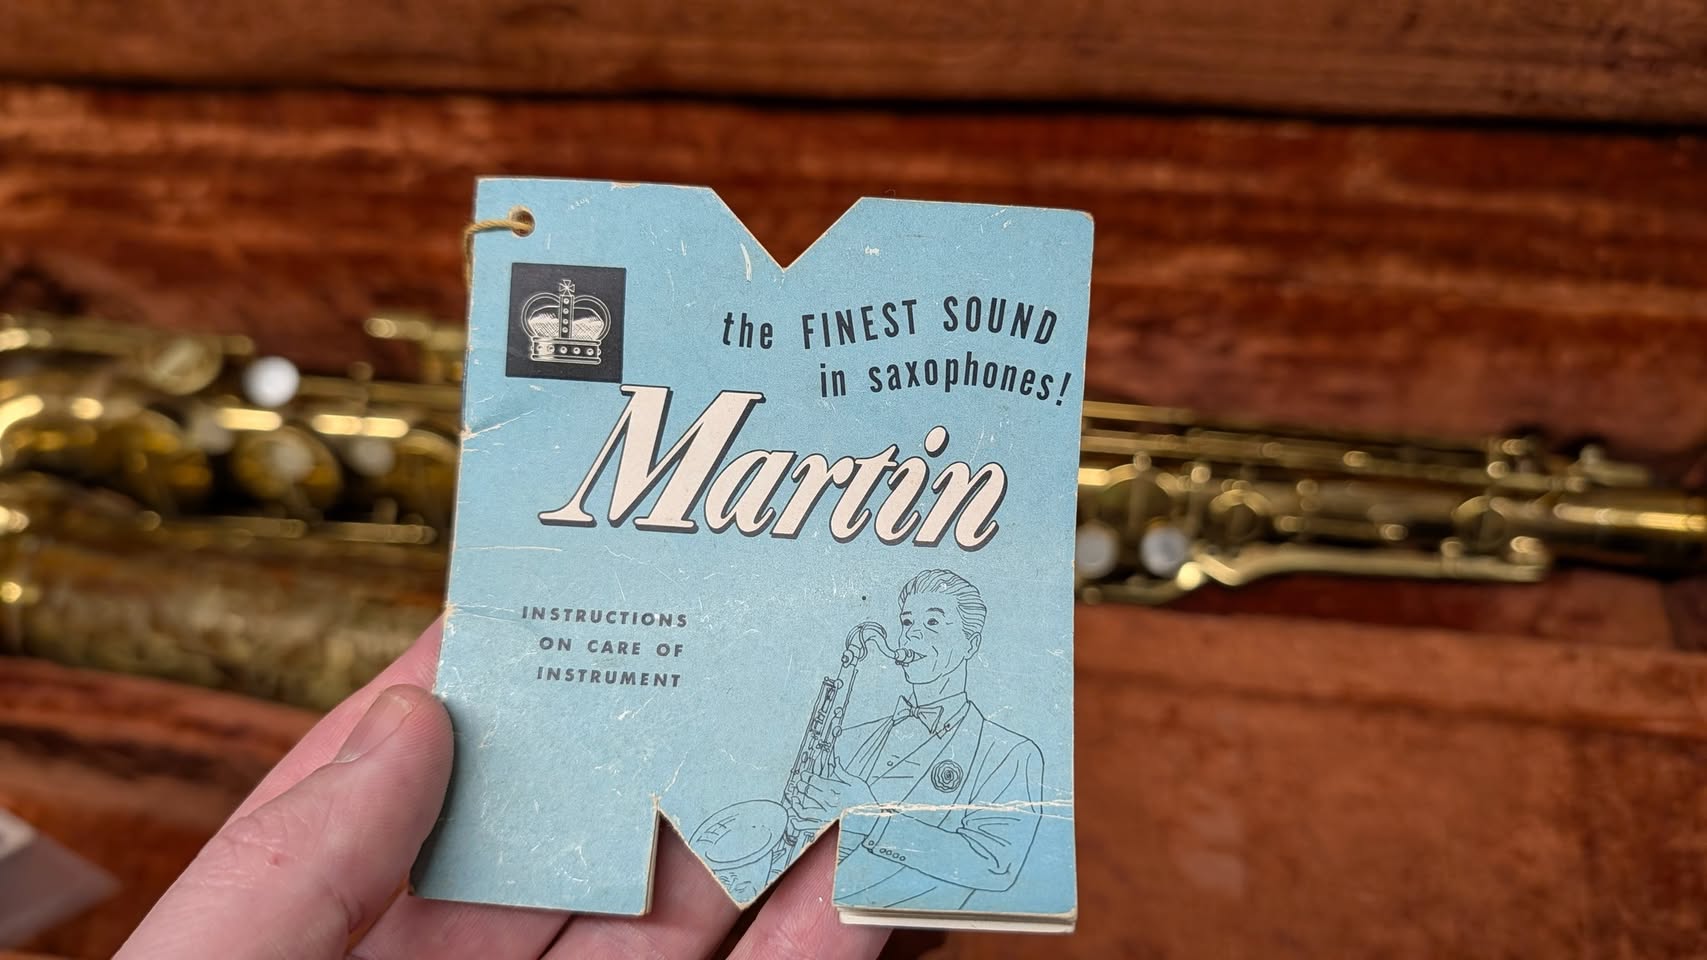 the FINEST SOUND
in saxophones!
Martin
INSTRUCTIONS
ON CARE OF
INSTRUMENT